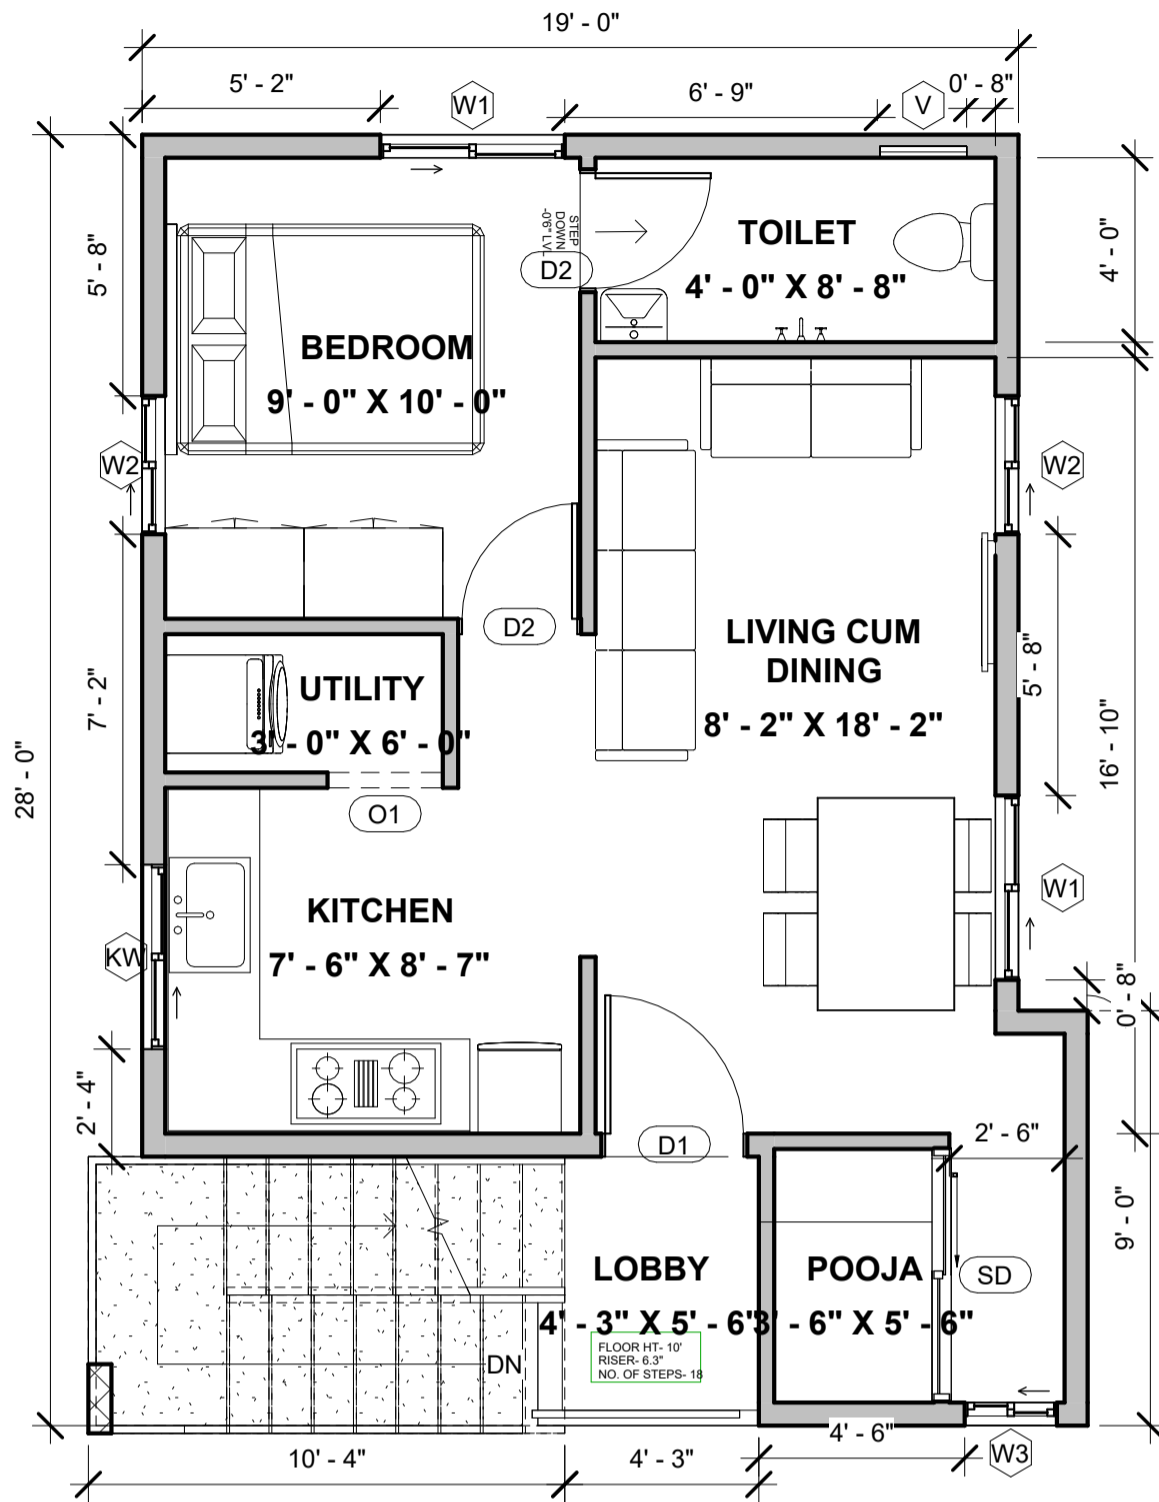 19' - 0"
5' - 2"
W1
6' - 9"
V
0' - 8"
5' - 8"
STEP
DOWN
-0'6" LVL
D2
TOILET
4' - 0" X 8' - 8"
4' - 0"
BEDROOM
9' - 0" X 10' - 0"
W2
W2
D2
LIVING CUM
DINING
8' - 2" X 18' - 2"
5' - 8"
16' - 10"
UTILITY
3' - 0" X 6' - 0"
7' - 2"
28' - 0"
O1
KITCHEN
7' - 6" X 8' - 7"
W1
KW
0' - 8"
2' - 4"
D1
2' - 6"
9' - 0"
LOBBY
4' - 3" X 5' - 6"
POOJA
3' - 6" X 5' - 6"
SD
FLOOR HT- 10'
RISER- 6.3"
NO. OF STEPS- 18
DN
10' - 4"
4' - 3"
4' - 6"
W3